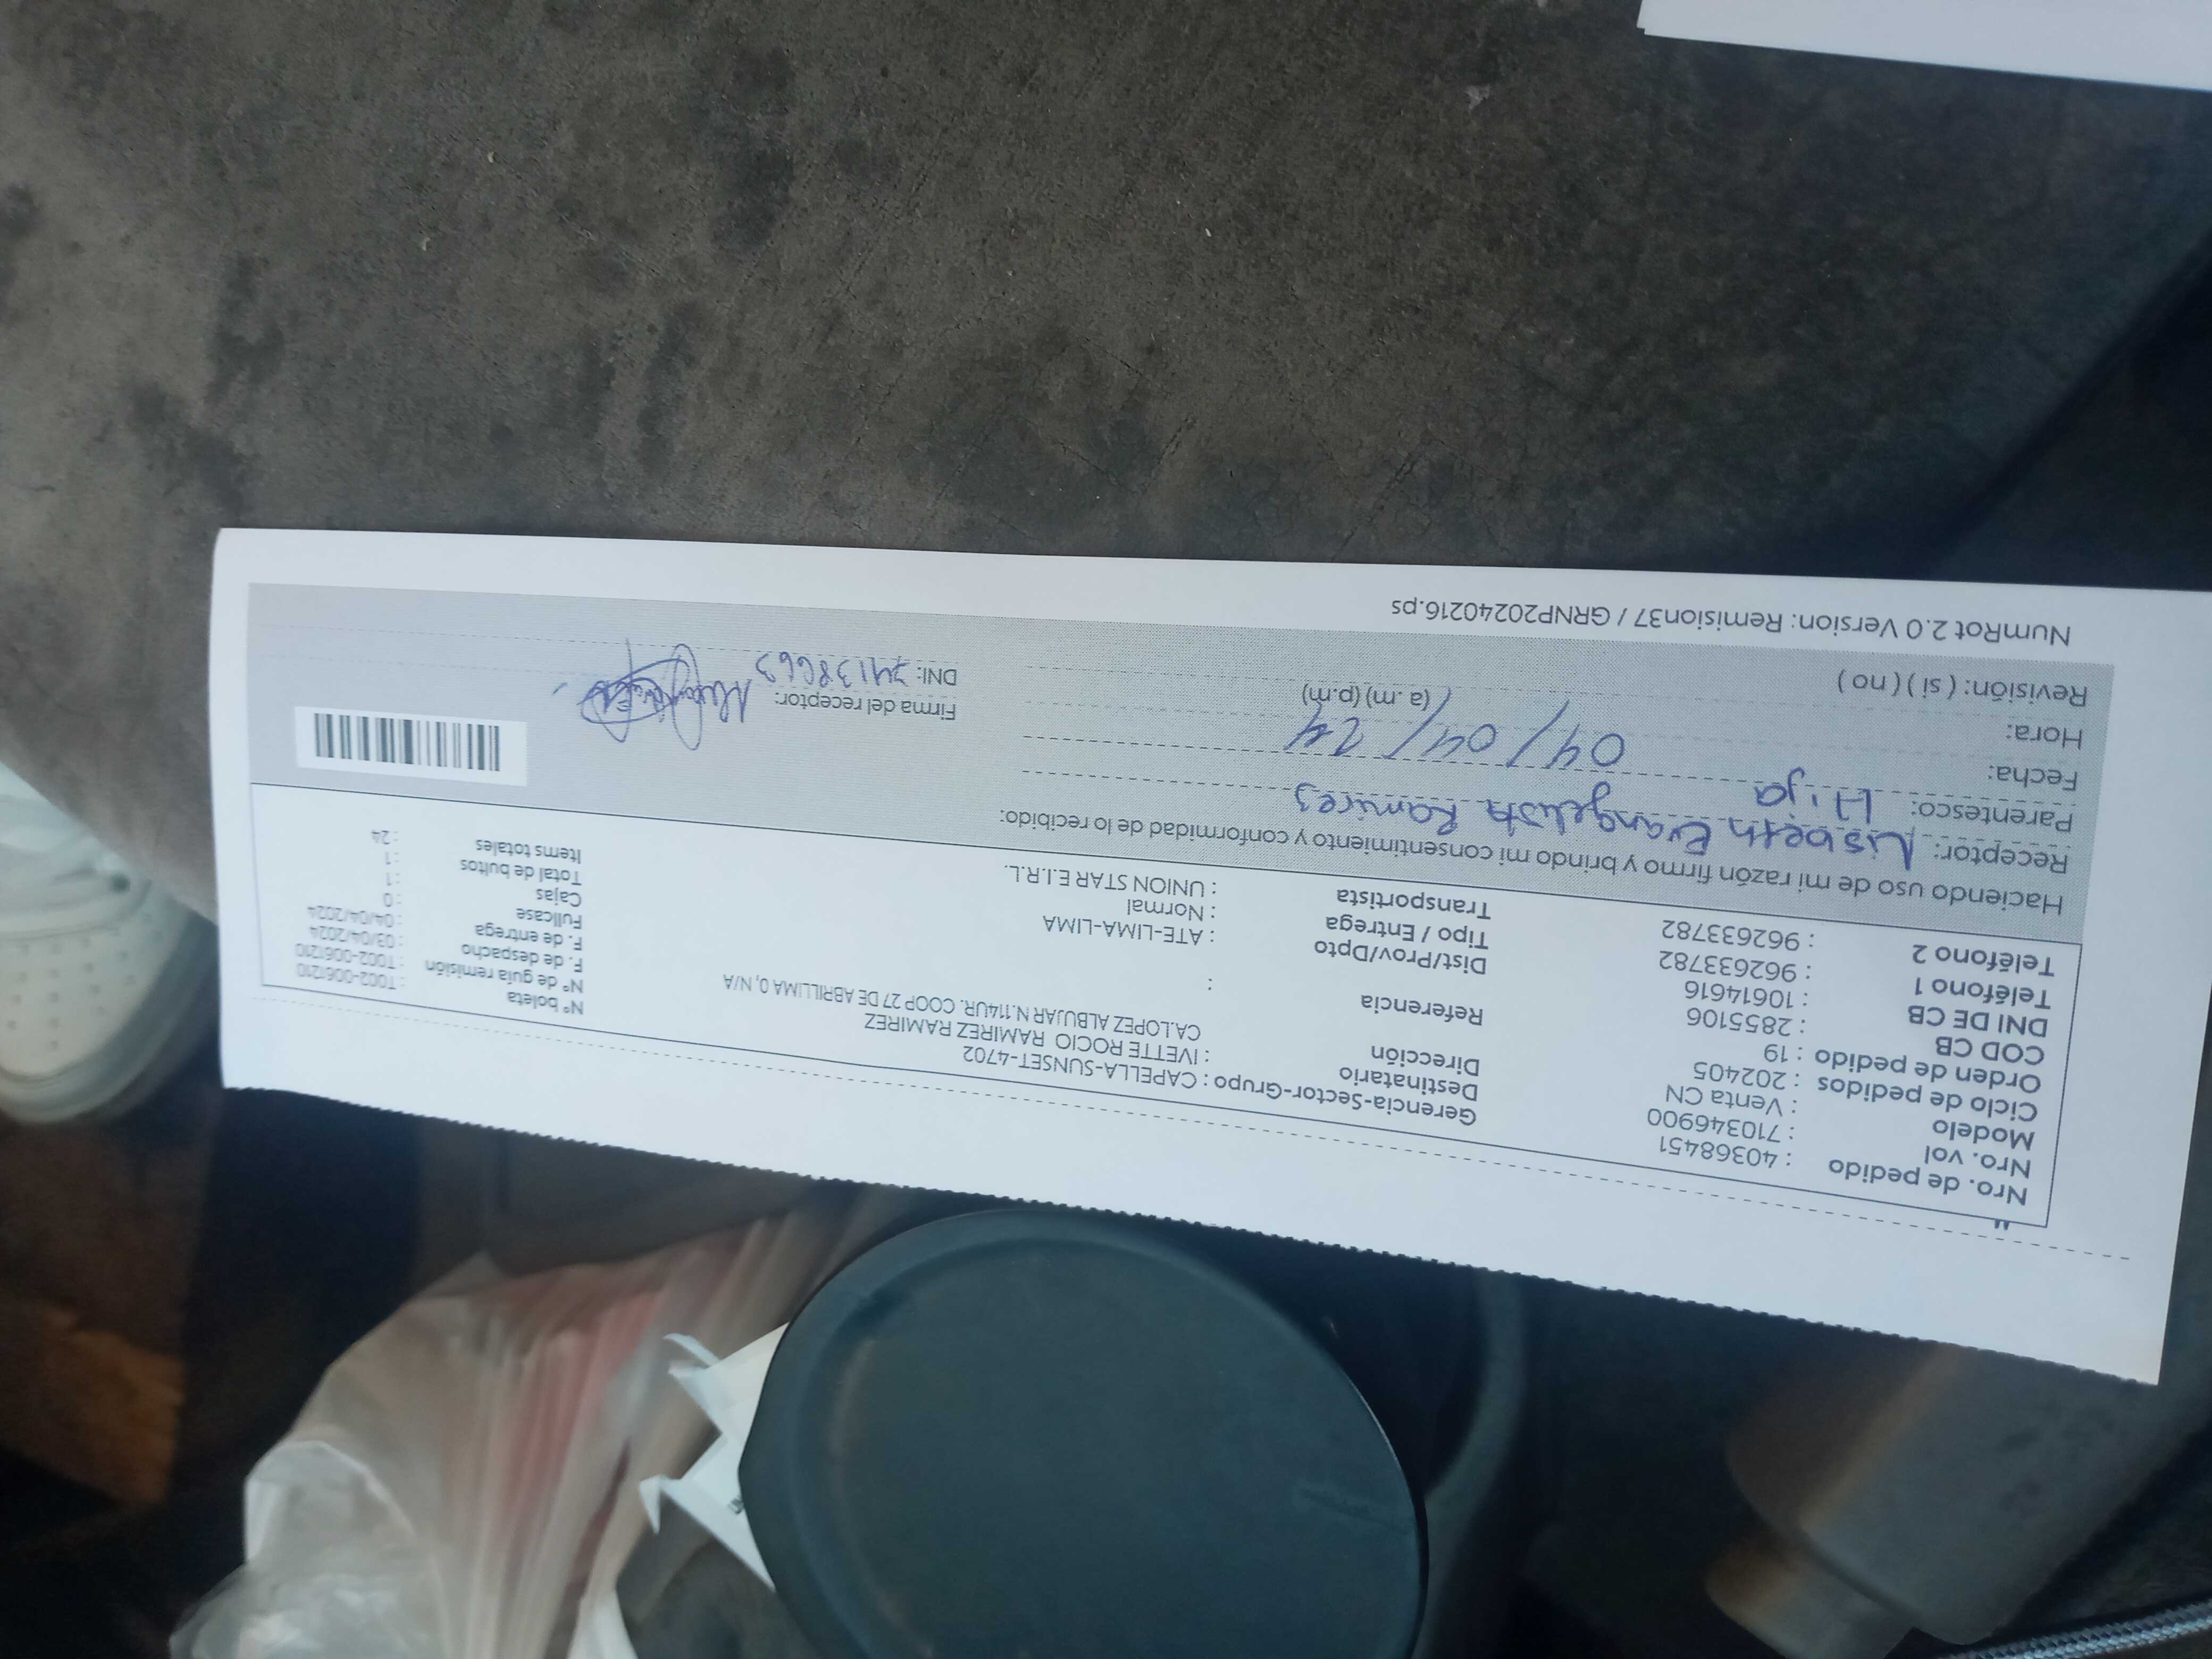 Nro. de pedido : 40368451
Nro. vol : 710346900
Modelo : Venta CN
Ciclo de pedidos : 202405
Orden de pedido : 19
COD CB : 2855106
DNI DE CB : 10614616
Teléfono 1 : 962633782
Teléfono 2 : 962633782
Gerencia-Sector-Grupo : CAPELLA-SUNSET-4702
Destinatario : IVETTE ROCIO RAMIREZ RAMIREZ
Dirección CA.LOPEZ ALBUJAR N.114UR. COOP 27 DE ABRILLIMA 0, N/A
Referencia :
Dist/Prov/Dpto : ATE-LIMA-LIMA
Tipo / Entrega : Normal
Transportista : UNION STAR E.I.R.L.
N° boleta : T002-0061210
N° de guía remisión : T002-0061210
F. de despacho : 03/04/2024
F. de entrega : 04/04/2024
Fullcase : 0
Cajas : 1
Total de bultos : 1
Items totales : 24
Haciendo uso de mi razón firmo y brindo mi consentimiento y conformidad de lo recibido:
Receptor: Lisbeth Evangelista Ramirez
Parentesco: Hija
Fecha: 04/04/24
Hora: (a. m) (p.m)
Revisión: ( si ) ( no )
Firma del receptor:
DNI: 74138663
NumRot 2.0 Version: Remision37 / GRNP20240216.ps